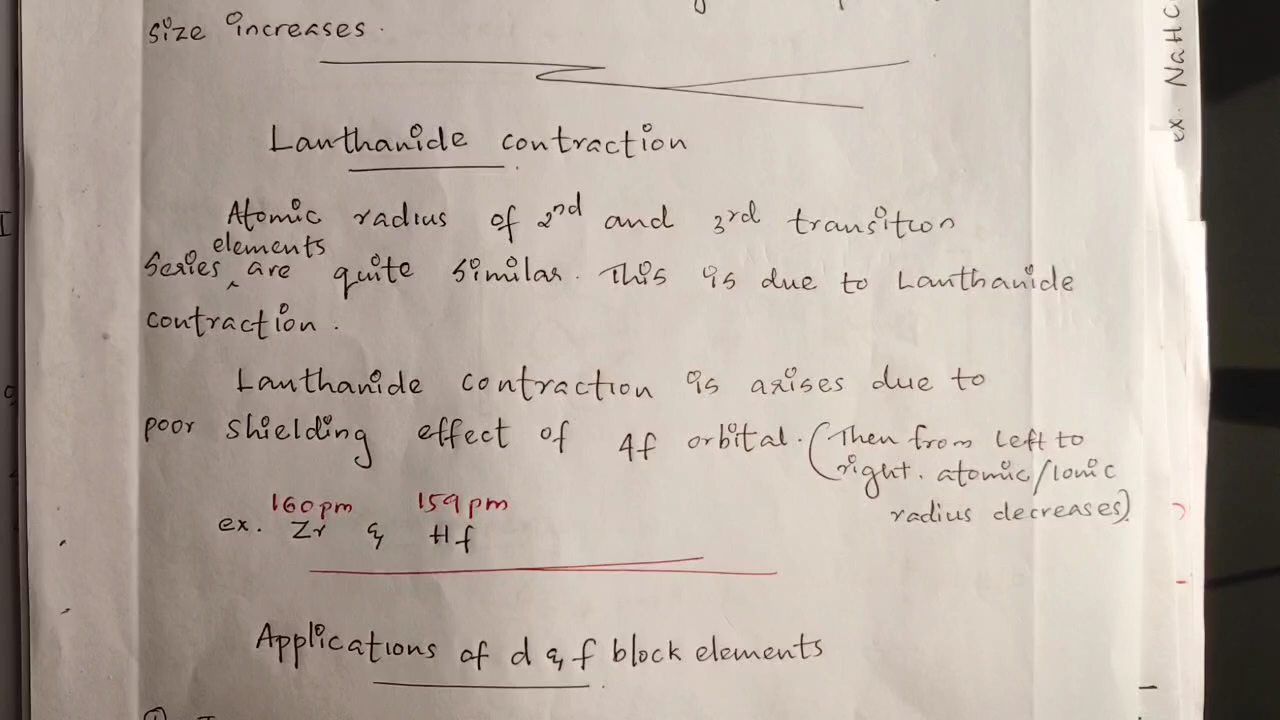 size increases.
Lanthanide contraction
Atomic radius of 2nd and 3rd transition
elements
series ‸ are quite similar. This is due to Lanthanide
contraction.
Lanthanide contraction is arises due to
poor shielding effect of 4f orbital. (Then from left to
right. atomic/Ionic
radius decreases)
160pm 159pm
ex. Zr & Hf
Applications of d & f block elements
ex. NaHC